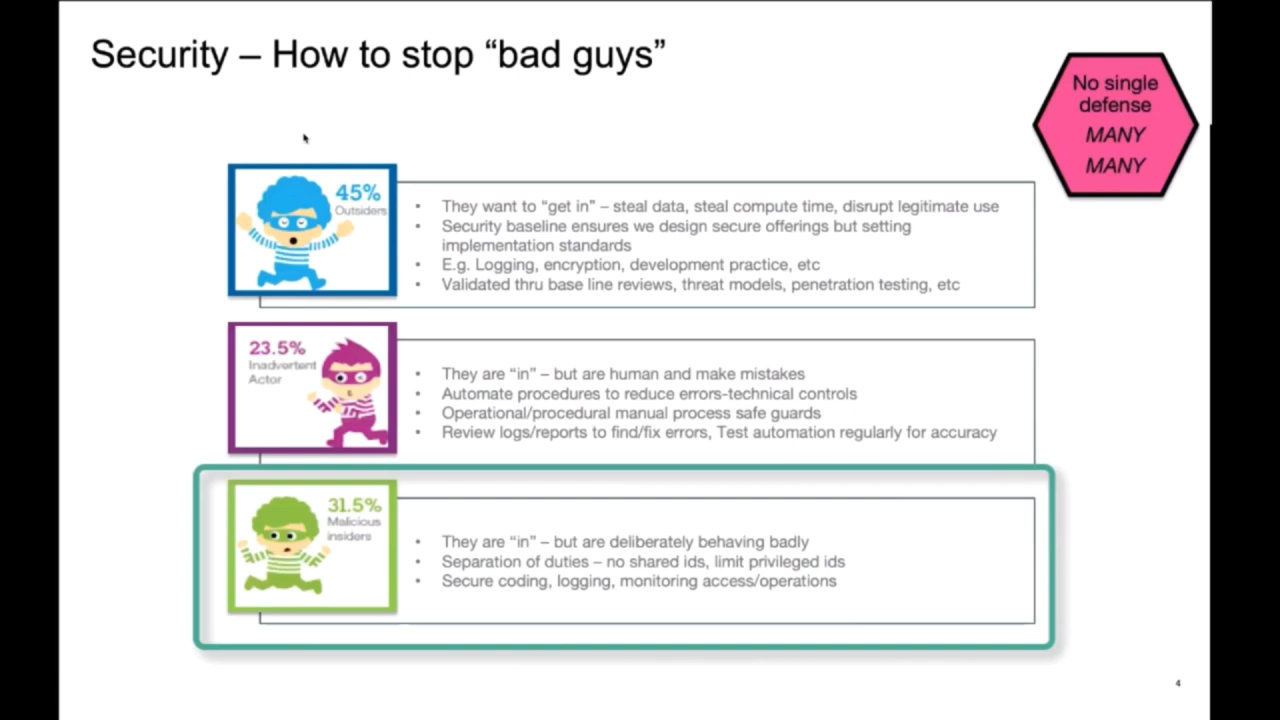 Security – How to stop “bad guys”
No single
defense
MANY
MANY
45%
Outsiders
• They want to “get in” – steal data, steal compute time, disrupt legitimate use
• Security baseline ensures we design secure offerings but setting
implementation standards
• E.g. Logging, encryption, development practice, etc
• Validated thru base line reviews, threat models, penetration testing, etc
23.5%
Inadvertent
Actor
• They are “in” – but are human and make mistakes
• Automate procedures to reduce errors-technical controls
• Operational/procedural manual process safe guards
• Review logs/reports to find/fix errors, Test automation regularly for accuracy
31.5%
Malicious
insiders
• They are “in” – but are deliberately behaving badly
• Separation of duties – no shared ids, limit privileged ids
• Secure coding, logging, monitoring access/operations
4